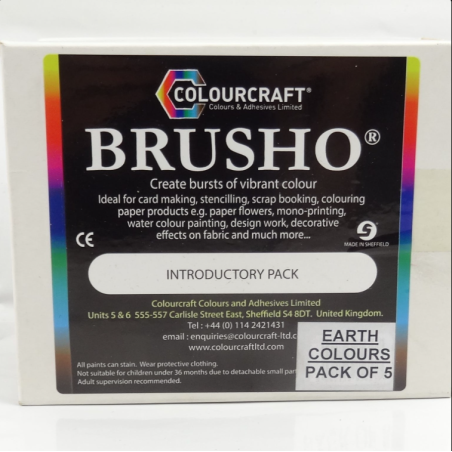 COLOURCRAFT®
Colours & Adhesives Limited
BRUSHO®
Create bursts of vibrant colour
Ideal for card making, stencilling, scrap booking, colouring
paper products e.g. paper flowers, mono-printing,
water colour painting, design work, decorative
effects on fabric and much more...
CE
MADE IN SHEFFIELD
INTRODUCTORY PACK
Colourcraft Colours and Adhesives Limited
Units 5 & 6 555-557 Carlisle Street East, Sheffield S4 8DT. United Kingdom.
Tel : +44 (0) 114 2421431
email : enquiries@colourcraft-ltd.c
www.colourcraftltd.com
EARTH
COLOURS
PACK OF 5
All paints can stain. Wear protective clothing.
Not suitable for children under 36 months due to detachable small
Adult supervision recommended.